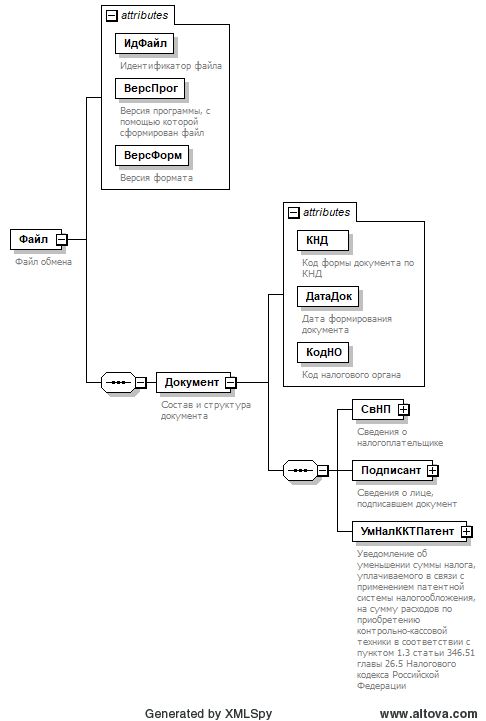 attributes
ИдФайл
Идентификатор файла
ВерсПрог
Версия программы, с
помощью которой
сформирован файл
ВерсФорм
Версия формата
Файл
Файл обмена
attributes
КНД
Код формы документа по
КНД
ДатаДок
Дата формирования
документа
КодНО
Код налогового органа
Документ
Состав и структура
документа
СвНП
Сведения о
налогоплательщике
Подписант
Сведения о лице,
подписавшем документ
УмНалККТПатент
Уведомление об
уменьшении суммы налога,
уплачиваемого в связи с
применением патентной
системы налогообложения,
на сумму расходов по
приобретению
контрольно-кассовой
техники в соответствии с
пунктом 1.3 статьи 346.51
главы 26.5 Налогового
кодекса Российской
Федерации
Generated by XMLSpy
www.altova.com